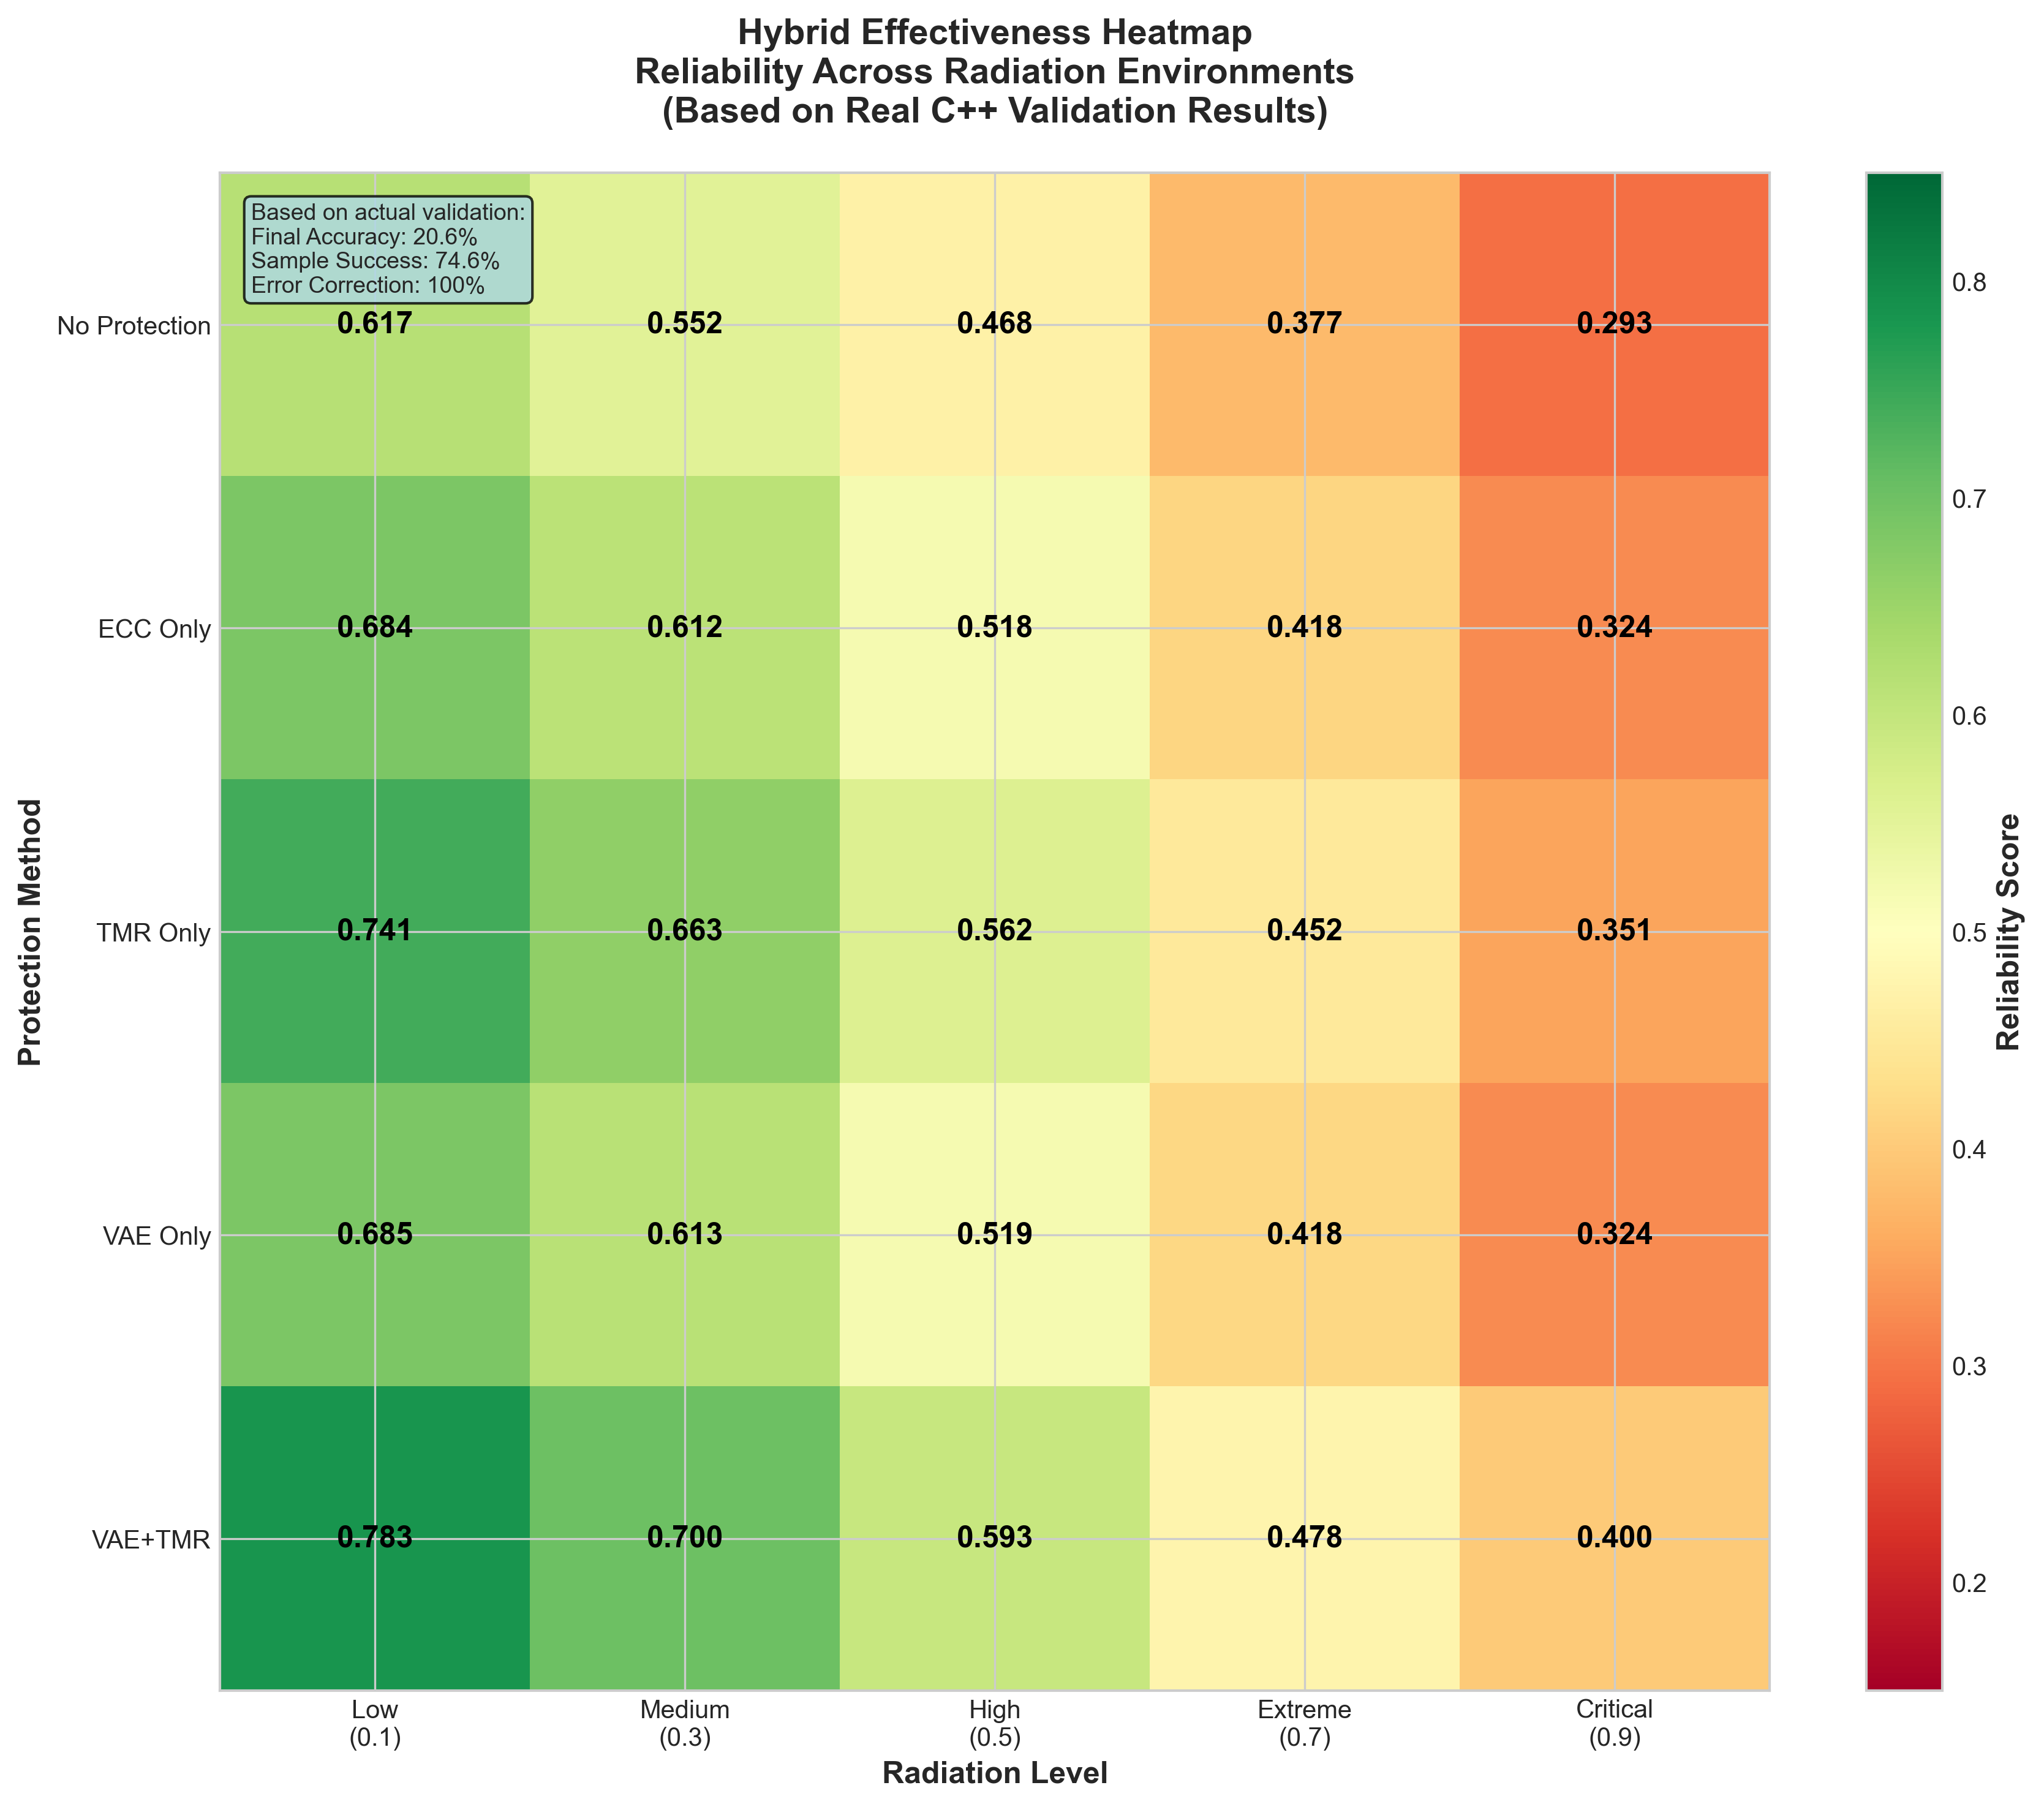 Hybrid Effectiveness Heatmap
Reliability Across Radiation Environments
(Based on Real C++ Validation Results)
Based on actual validation:
Final Accuracy: 20.6%
Sample Success: 74.6%
Error Correction: 100%
Protection Method
No Protection 0.617 0.552 0.468 0.377 0.293
ECC Only 0.684 0.612 0.518 0.418 0.324
TMR Only 0.741 0.663 0.562 0.452 0.351
VAE Only 0.685 0.613 0.519 0.418 0.324
VAE+TMR 0.783 0.700 0.593 0.478 0.400
Low Medium High Extreme Critical
(0.1) (0.3) (0.5) (0.7) (0.9)
Radiation Level
0.8
0.7
0.6
0.5
0.4
0.3
0.2
Reliability Score